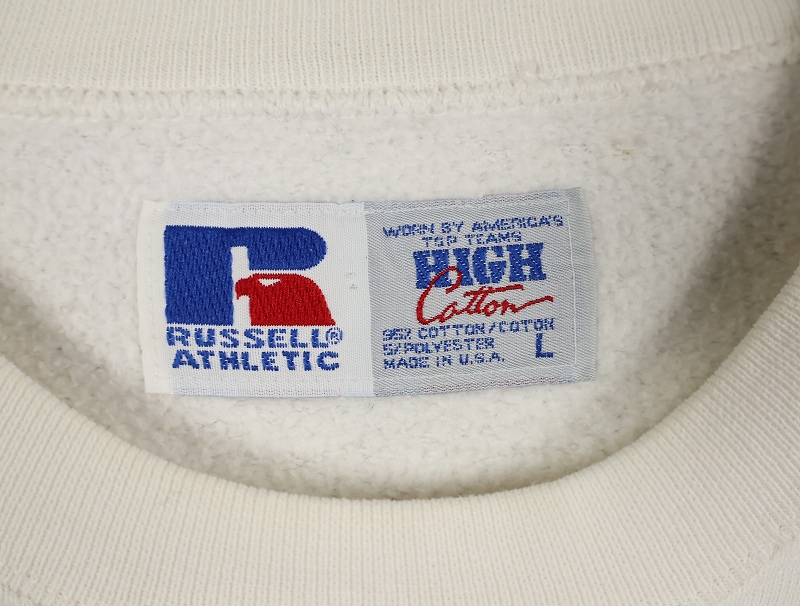 RUSSELL®
ATHLETIC
WORN BY AMERICA'S
TOP TEAMS
HIGH
Cotton
95% COTTON/COTON
5/POLYESTER
MADE IN U.S.A.
L